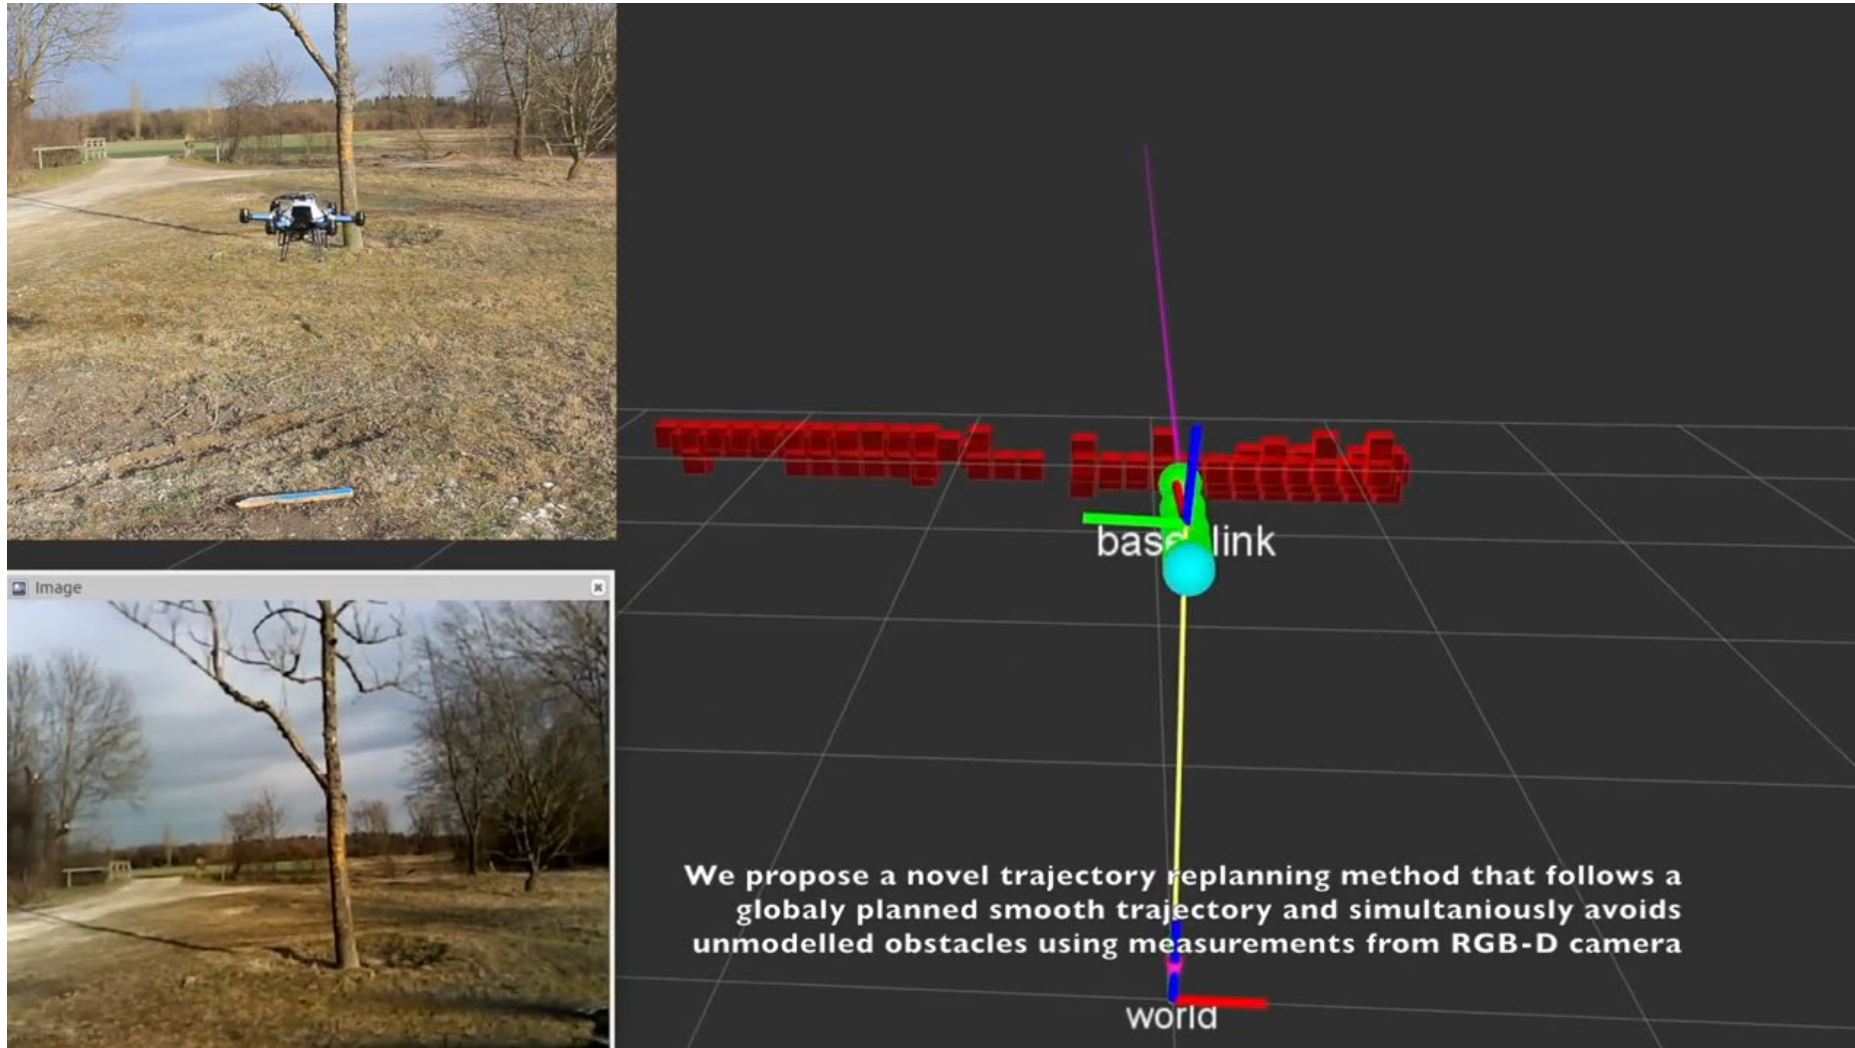 Image
base_link
We propose a novel trajectory replanning method that follows a
globaly planned smooth trajectory and simultaniously avoids
unmodelled obstacles using measurements from RGB-D camera
world